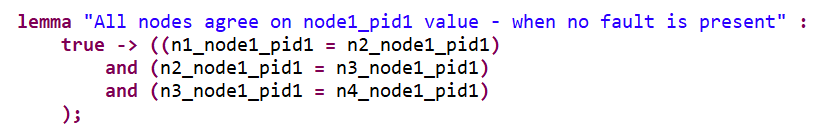 lemma "All nodes agree on node1_pid1 value - when no fault is present" :
true -> ((n1_node1_pid1 = n2_node1_pid1)
and (n2_node1_pid1 = n3_node1_pid1)
and (n3_node1_pid1 = n4_node1_pid1)
);